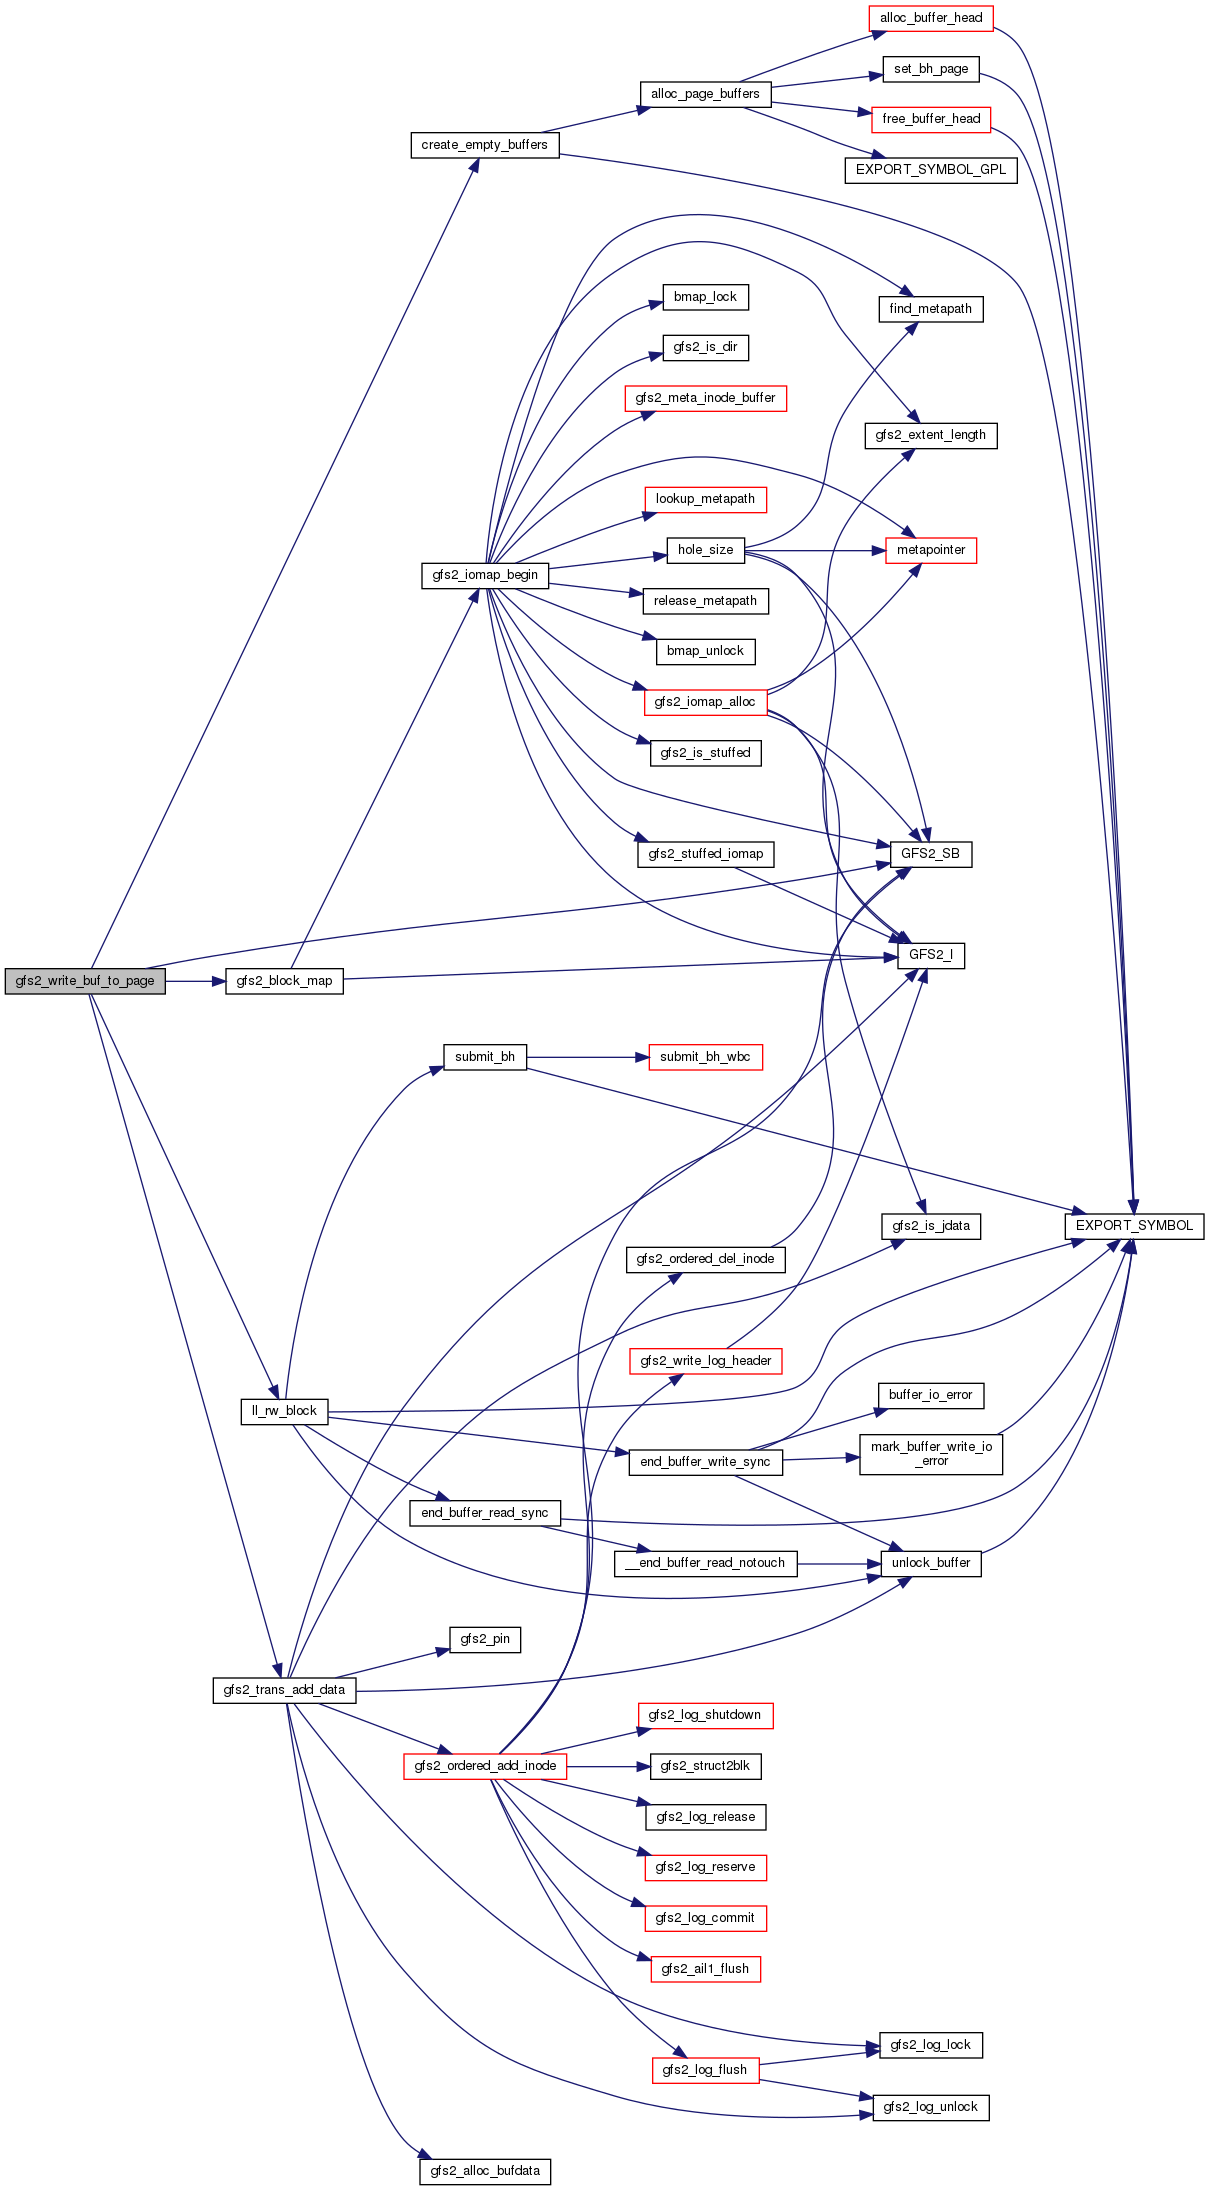 alloc_buffer_head
set_bh_page
alloc_page_buffers
free_buffer_head
create_empty_buffers
EXPORT_SYMBOL_GPL
bmap_lock
find_metapath
gfs2_is_dir
gfs2_meta_inode_buffer
gfs2_extent_length
lookup_metapath
hole_size
metapointer
gfs2_iomap_begin
release_metapath
bmap_unlock
gfs2_iomap_alloc
gfs2_is_stuffed
gfs2_stuffed_iomap
GFS2_SB
GFS2_I
gfs2_write_buf_to_page
gfs2_block_map
submit_bh
submit_bh_wbc
gfs2_is_jdata
EXPORT_SYMBOL
gfs2_ordered_del_inode
gfs2_write_log_header
buffer_io_error
ll_rw_block
mark_buffer_write_io
_error
end_buffer_write_sync
end_buffer_read_sync
__end_buffer_read_notouch
unlock_buffer
gfs2_pin
gfs2_trans_add_data
gfs2_log_shutdown
gfs2_ordered_add_inode
gfs2_struct2blk
gfs2_log_release
gfs2_log_reserve
gfs2_log_commit
gfs2_ail1_flush
gfs2_log_lock
gfs2_log_flush
gfs2_log_unlock
gfs2_alloc_bufdata